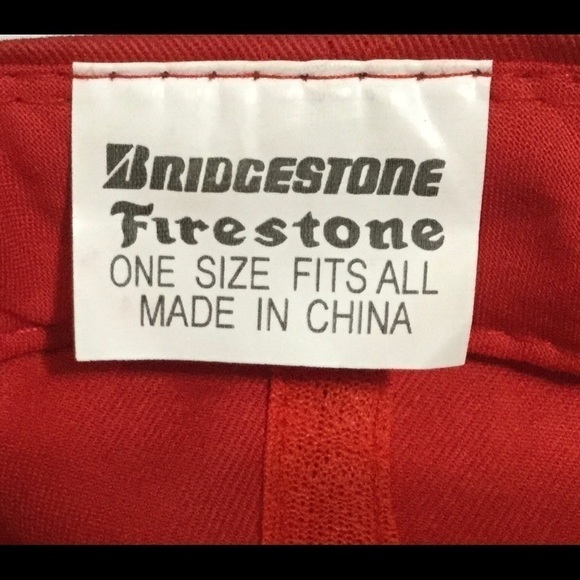 BRIDGESTONE
Firestone
ONE SIZE FITS ALL
MADE IN CHINA